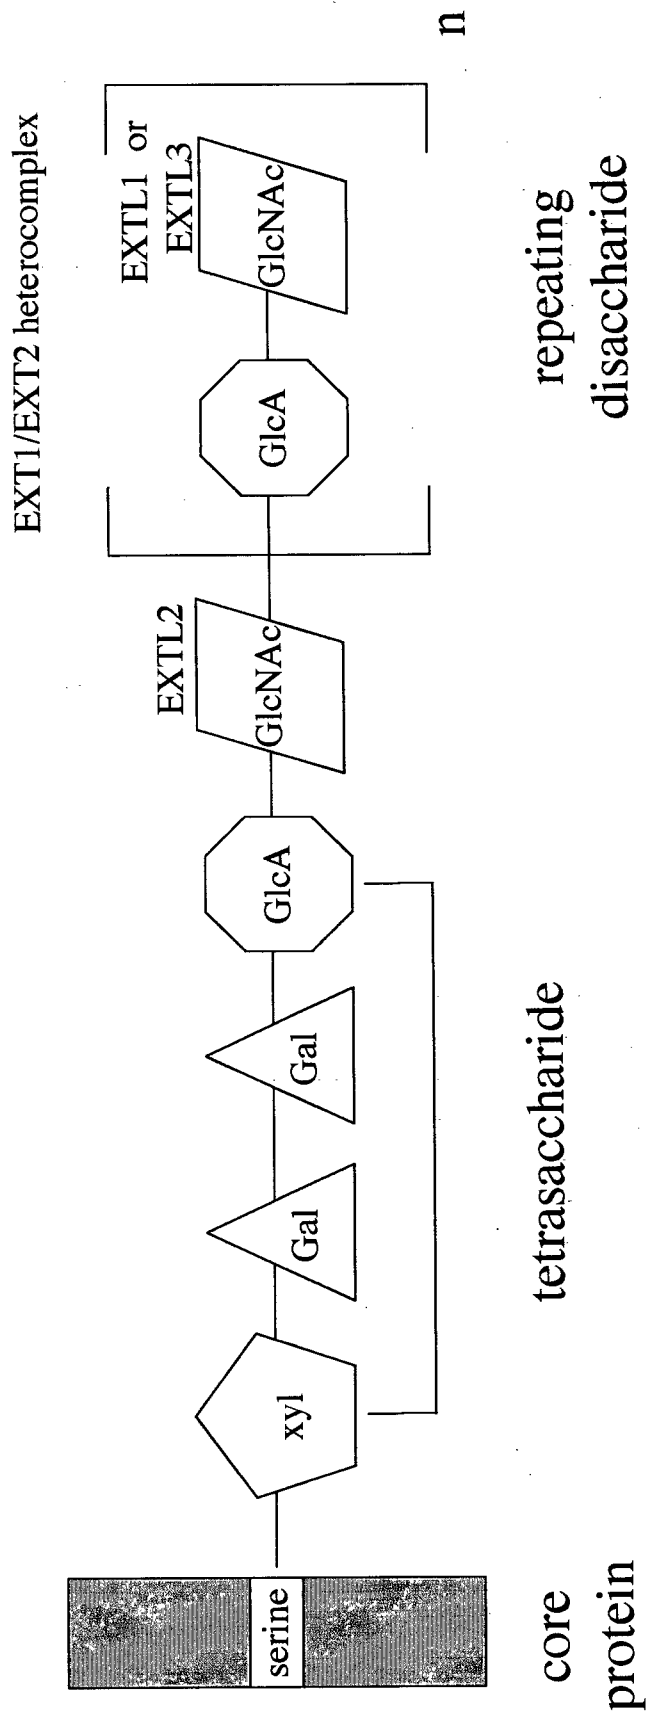 EXT1/EXT2 heterocomplex
EXTL1 or
EXTL3
EXTL2
serine
xyl
Gal
Gal
GlcA
GlcNAc
GlcA
GlcNAc
n
core
protein
tetrasaccharide
repeating
disaccharide